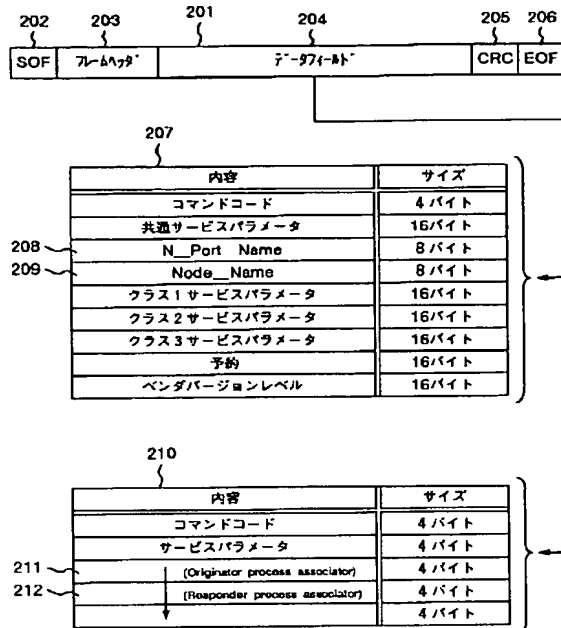 202 203 201 204 205 206
SOF フレームヘッダ データフィールド CRC EOF
207
内容 サイズ
コマンドコード 4 バイト
共通サービスパラメータ 16バイト
208 N__Port Name 8 バイト
209 Node__Name 8 バイト
クラス1サービスパラメータ 16バイト
クラス2サービスパラメータ 16バイト
クラス3サービスパラメータ 16バイト
予約 16バイト
ベンダバージョンレベル 16バイト
210
内容 サイズ
コマンドコード 4 バイト
サービスパラメータ 4 バイト
211 (Originator process associator) 4 バイト
212 (Responder process associator) 4 バイト
4 バイト